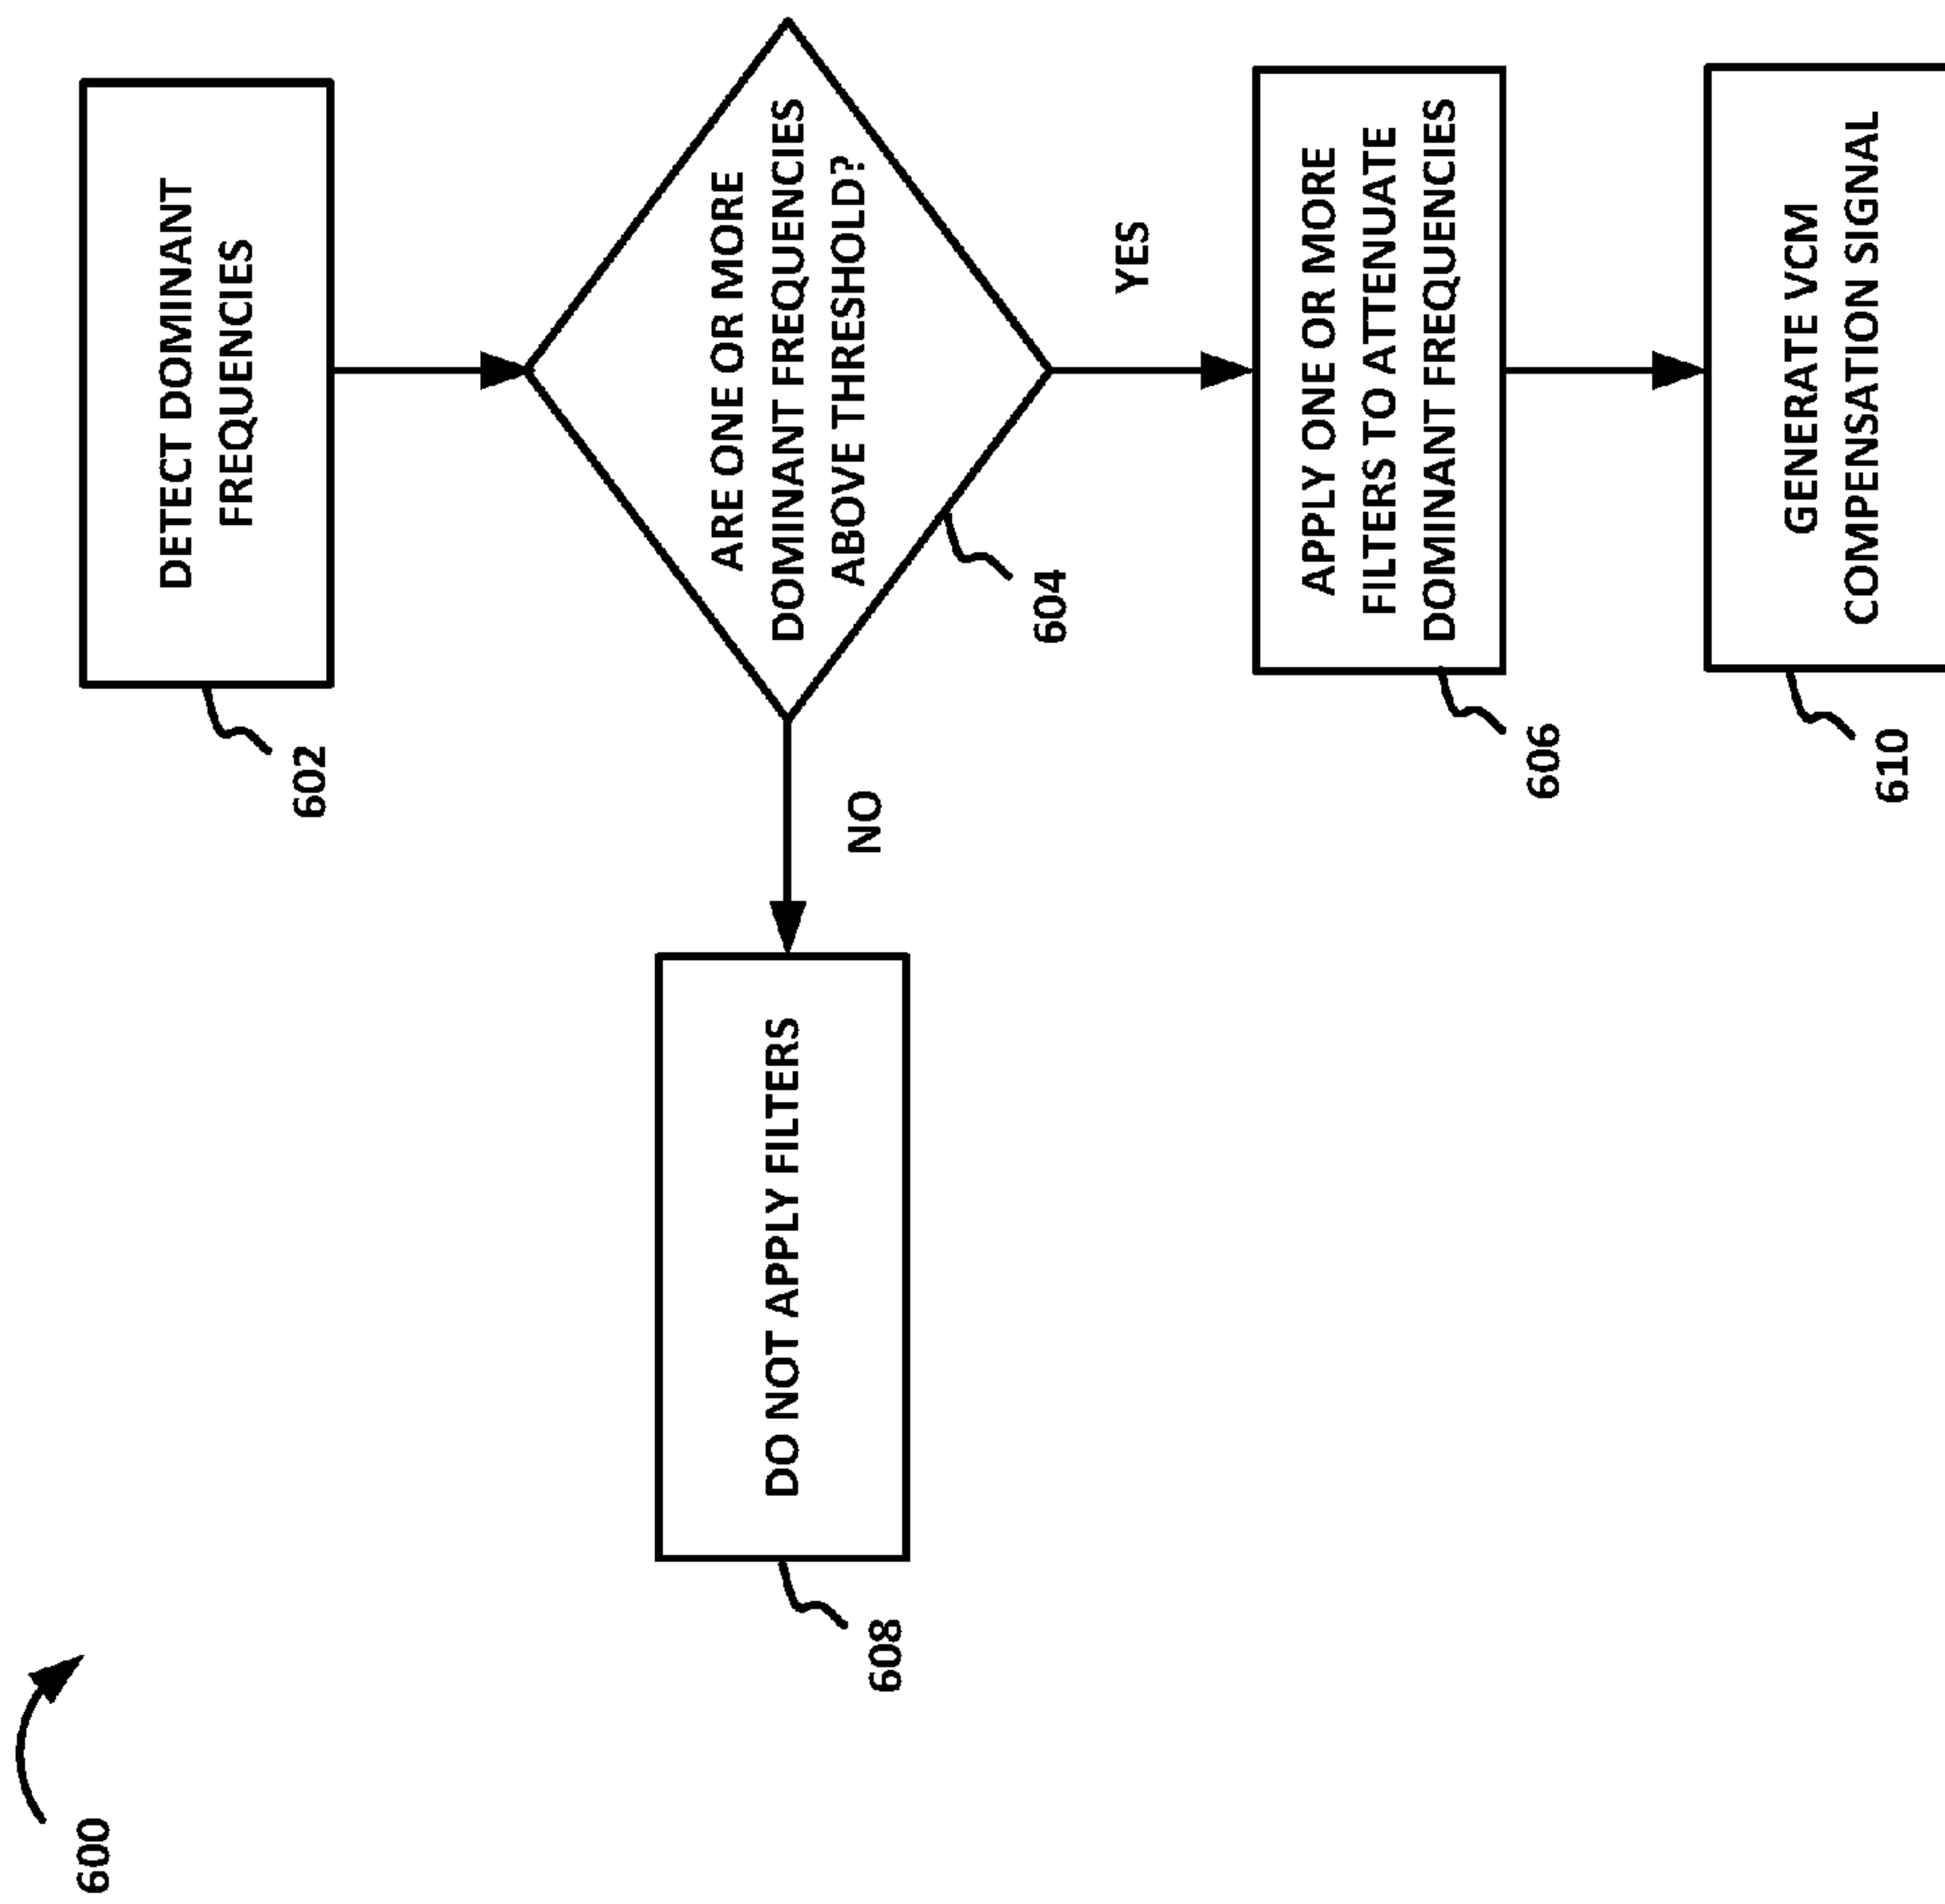 600
602
DETECT DOMINANT
FREQUENCIES
604
ARE ONE OR MORE
DOMINANT FREQUENCIES
ABOVE THRESHOLD?
NO
YES
608
DO NOT APPLY FILTERS
606
APPLY ONE OR MORE
FILTERS TO ATTENUATE
DOMINANT FREQUENCIES
610
GENERATE VCM
COMPENSATION SIGNAL